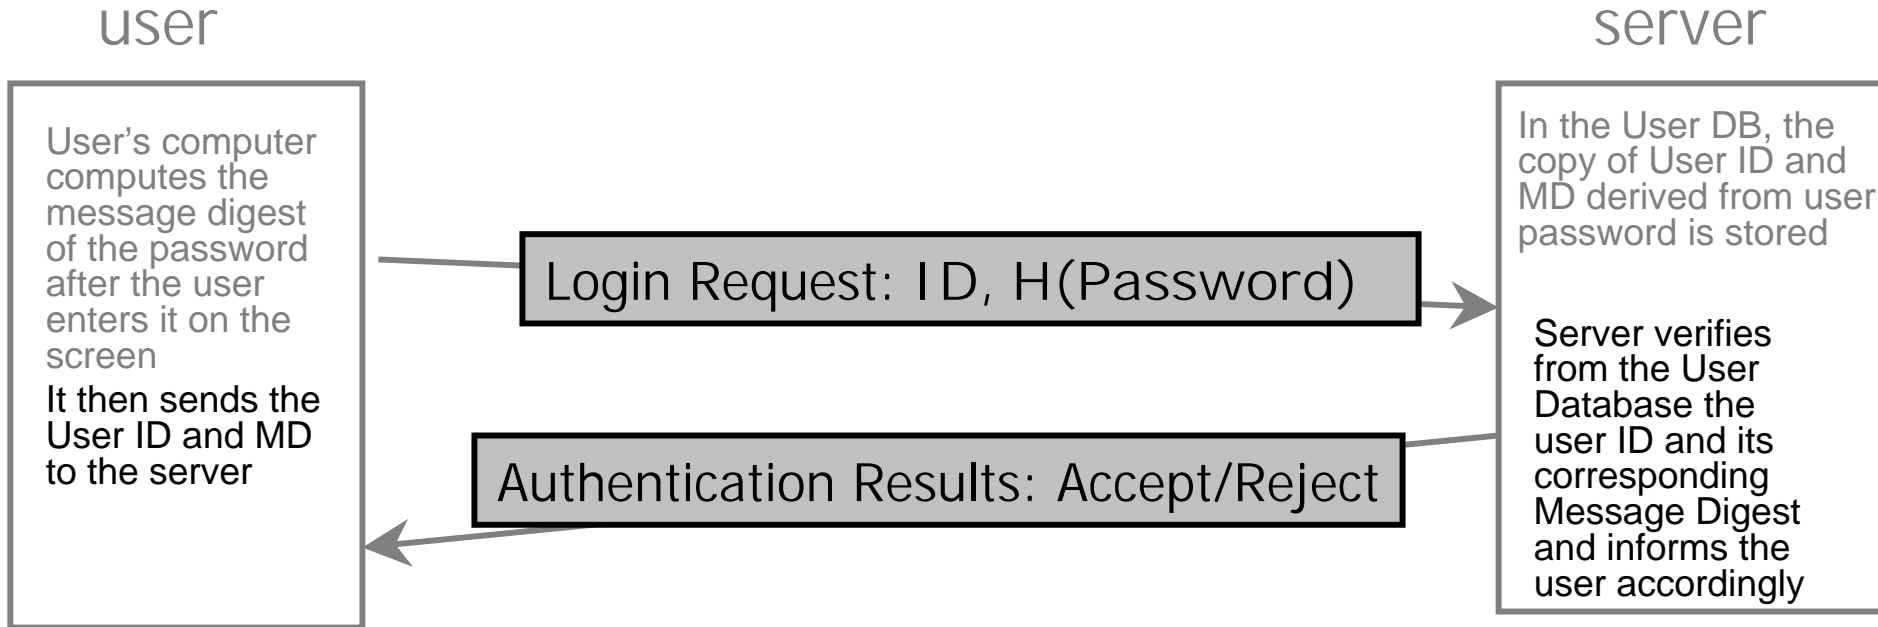 user
server
User’s computer
computes the
message digest
of the password
after the user
enters it on the
screen
It then sends the
User ID and MD
to the server
Login Request: ID, H(Password)
Authentication Results: Accept/Reject
In the User DB, the
copy of User ID and
MD derived from user
password is stored
Server verifies
from the User
Database the
user ID and its
corresponding
Message Digest
and informs the
user accordingly